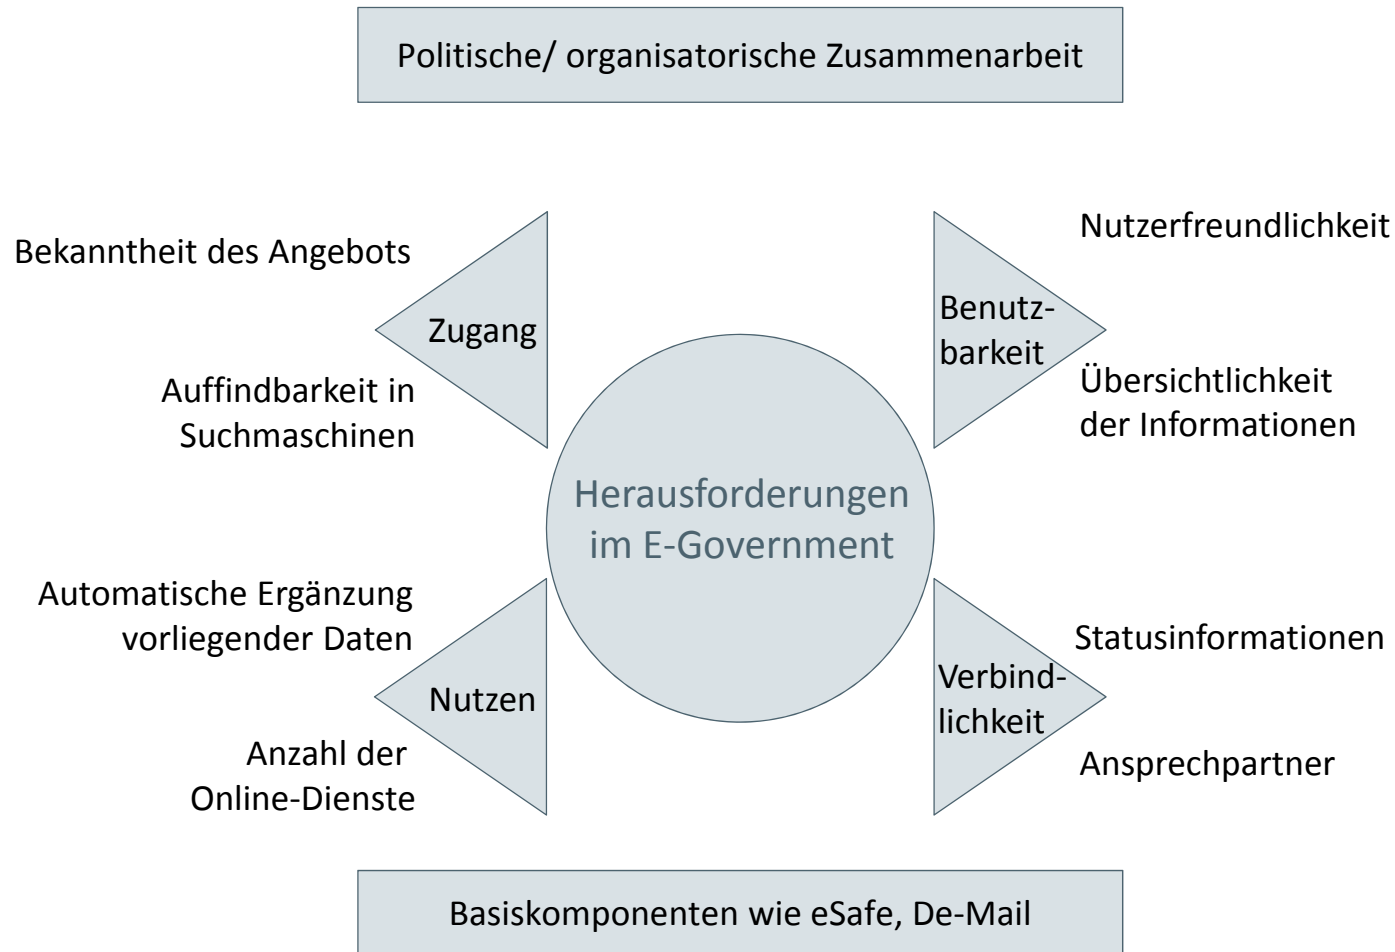 Politische/ organisatorische Zusammenarbeit
Bekanntheit des Angebots
Zugang
Auffindbarkeit in
Suchmaschinen
Nutzerfreundlichkeit
Benutz-
barkeit
Übersichtlichkeit
der Informationen
Herausforderungen
im E-Government
Automatische Ergänzung
vorliegender Daten
Nutzen
Anzahl der
Online-Dienste
Statusinformationen
Verbind-
lichkeit
Ansprechpartner
Basiskomponenten wie eSafe, De-Mail